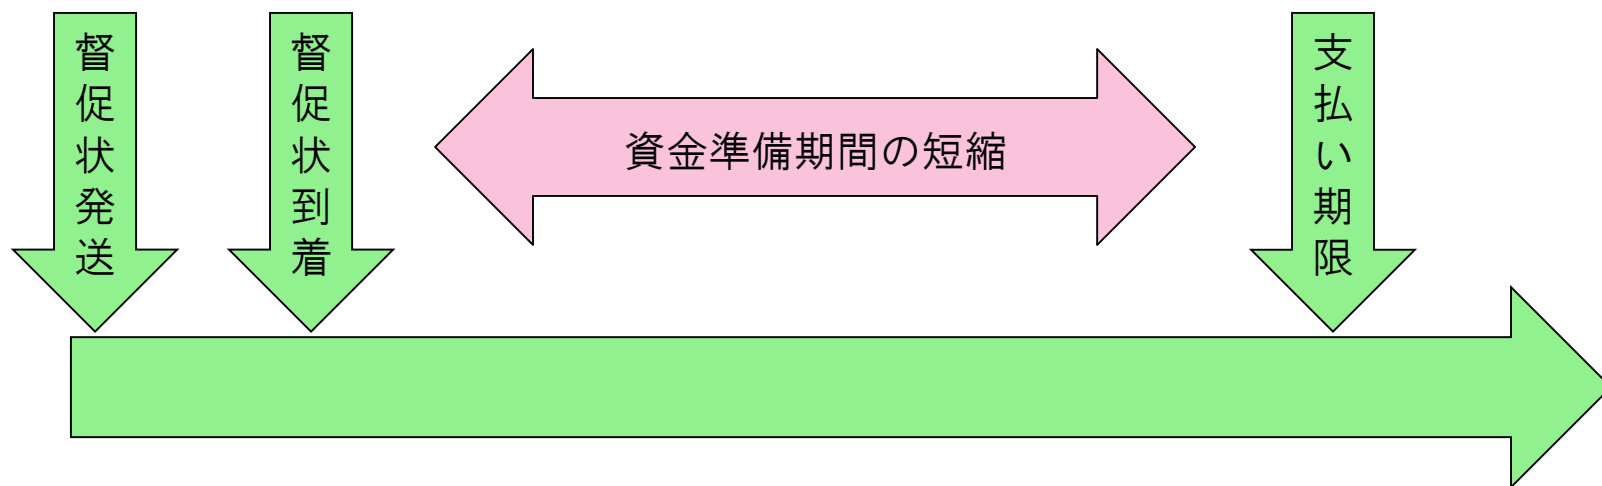 督促状発送
督促状到着
資金準備期間の短縮
支払い期限